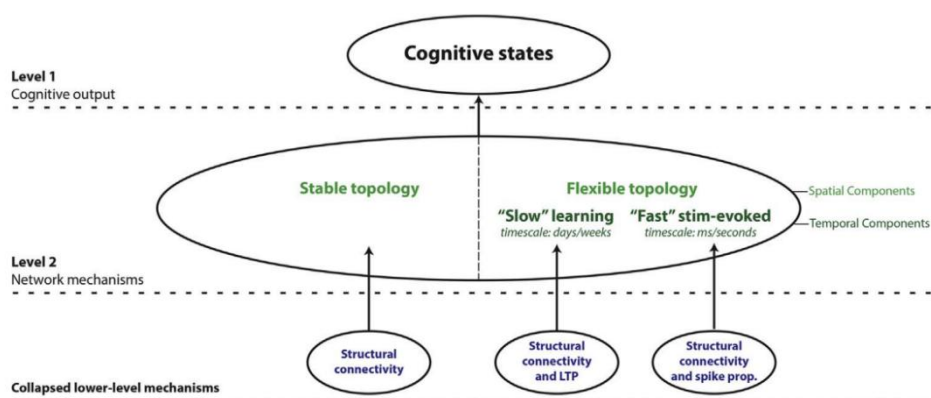 Cognitive states
Level 1
Cognitive output
Stable topology
Flexible topology
Spatial Components
“Slow” learning
“Fast” stim-evoked
timescale: days/weeks
timescale: ms/seconds
Temporal Components
Level 2
Network mechanisms
Structural
connectivity
Structural
connectivity
and LTP
Structural
connectivity
and spike prop.
Collapsed lower-level mechanisms